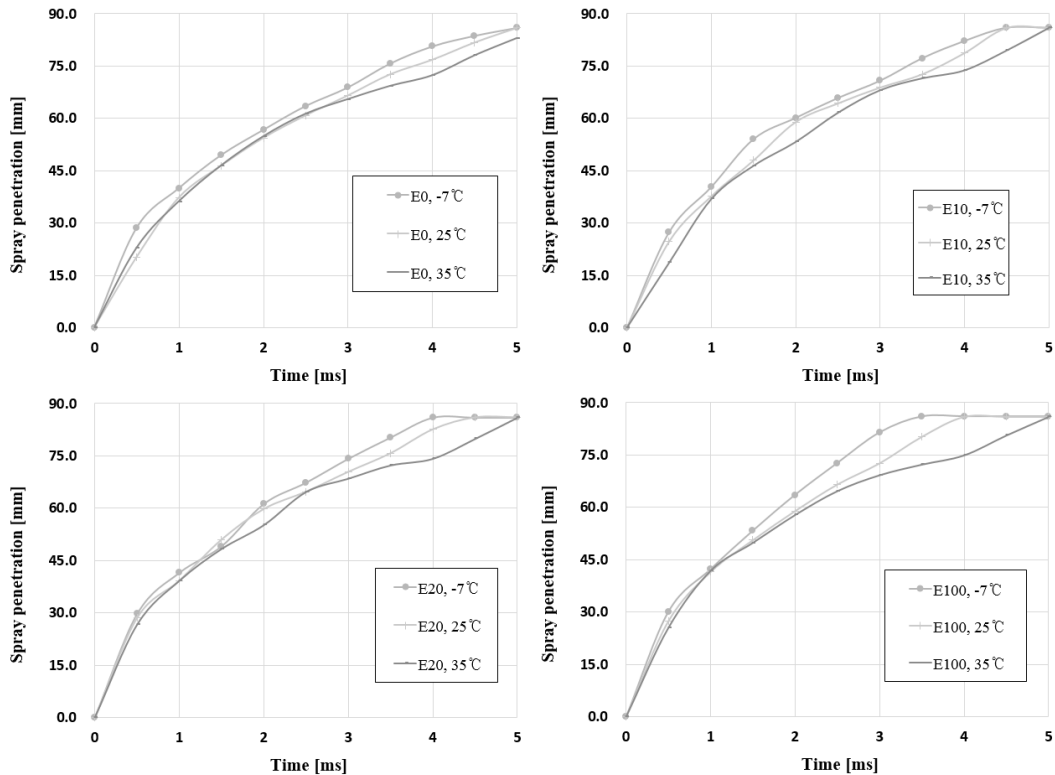 Spray penetration [mm]
90.0
75.0
60.0
45.0
30.0
15.0
0.0
0 1 2 3 4 5
Time [ms]
E0, -7℃
E0, 25℃
E0, 35℃
Spray penetration [mm]
90.0
75.0
60.0
45.0
30.0
15.0
0.0
0 1 2 3 4 5
Time [ms]
E10, -7℃
E10, 25℃
E10, 35℃
Spray penetration [mm]
90.0
75.0
60.0
45.0
30.0
15.0
0.0
0 1 2 3 4 5
Time [ms]
E20, -7℃
E20, 25℃
E20, 35℃
Spray penetration [mm]
90.0
75.0
60.0
45.0
30.0
15.0
0.0
0 1 2 3 4 5
Time [ms]
E100, -7℃
E100, 25℃
E100, 35℃